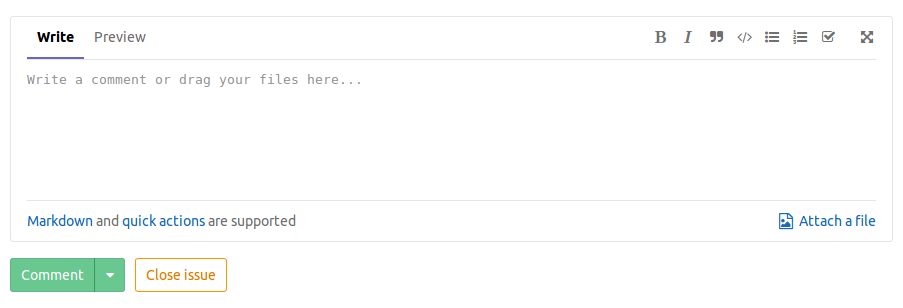 Write Preview
Write a comment or drag your files here...
Markdown and quick actions are supported Attach a file
Comment Close issue